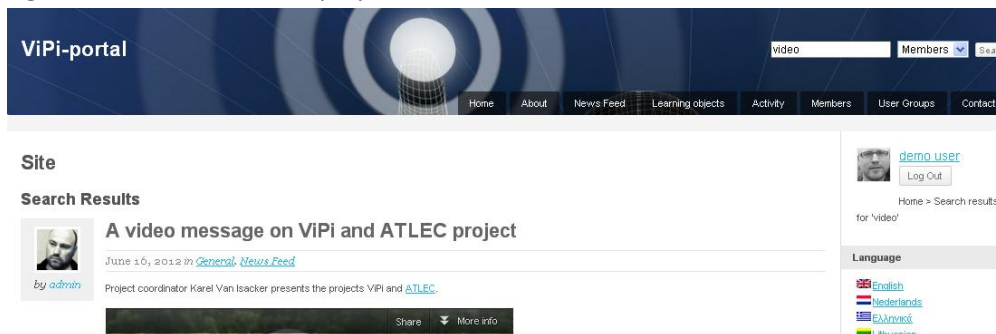 ViPi-portal
video
Members
Home About News Feed Learning objects Activity Members User Groups Contact
Site
Search Results
A video message on ViPi and ATLEC project
June 16, 2012 in General, News Feed
by admin
Project coordinator Karel Van Isacker presents the projects ViPi and ATLEC.
Share More info
demo user
Log Out
Home > Search results
for 'video'
Language
English
Nederlands
Ελληνικά